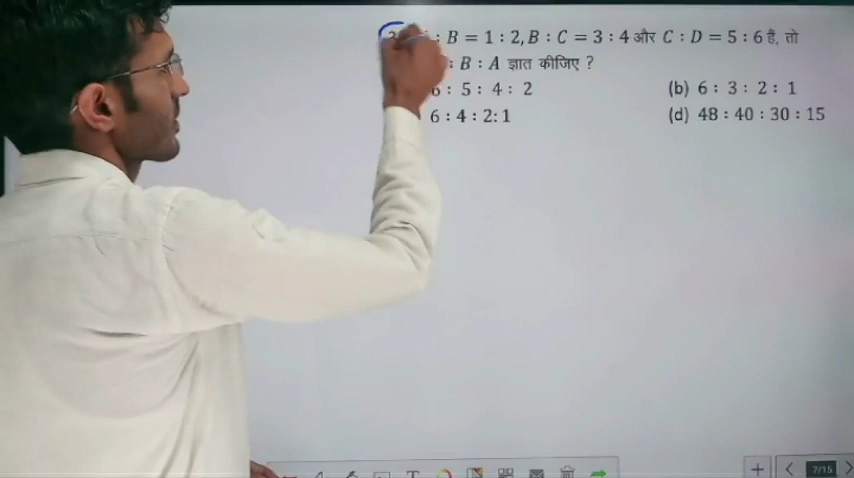 : B = 1 : 2, B : C = 3 : 4 और C : D = 5 : 6 है, तो
: B : A ज्ञात कीजिए ?
6 : 5 : 4 : 2 (b) 6 : 3 : 2 : 1
6 : 4 : 2: 1 (d) 48 : 40 : 30 : 15
7/15